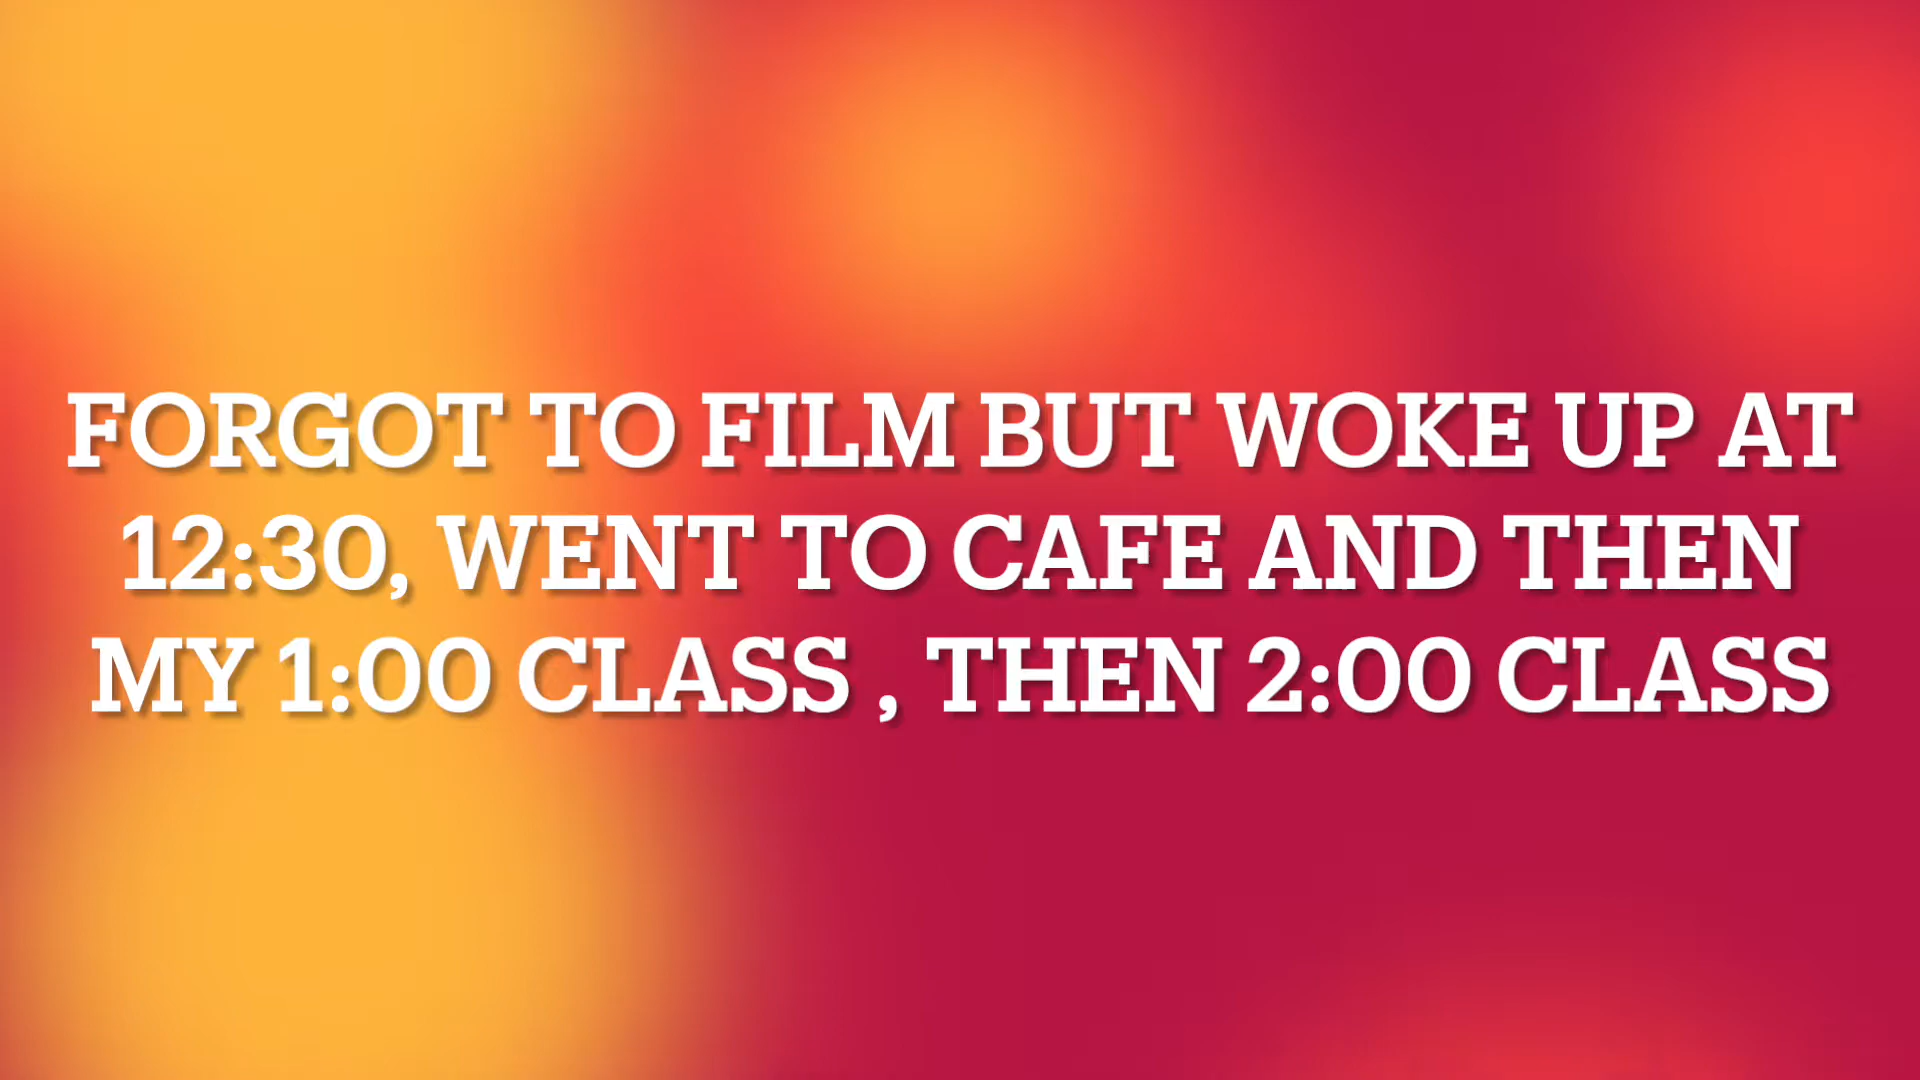 FORGOT TO FILM BUT WOKE UP AT
12:30, WENT TO CAFE AND THEN
MY 1:00 CLASS , THEN 2:00 CLASS